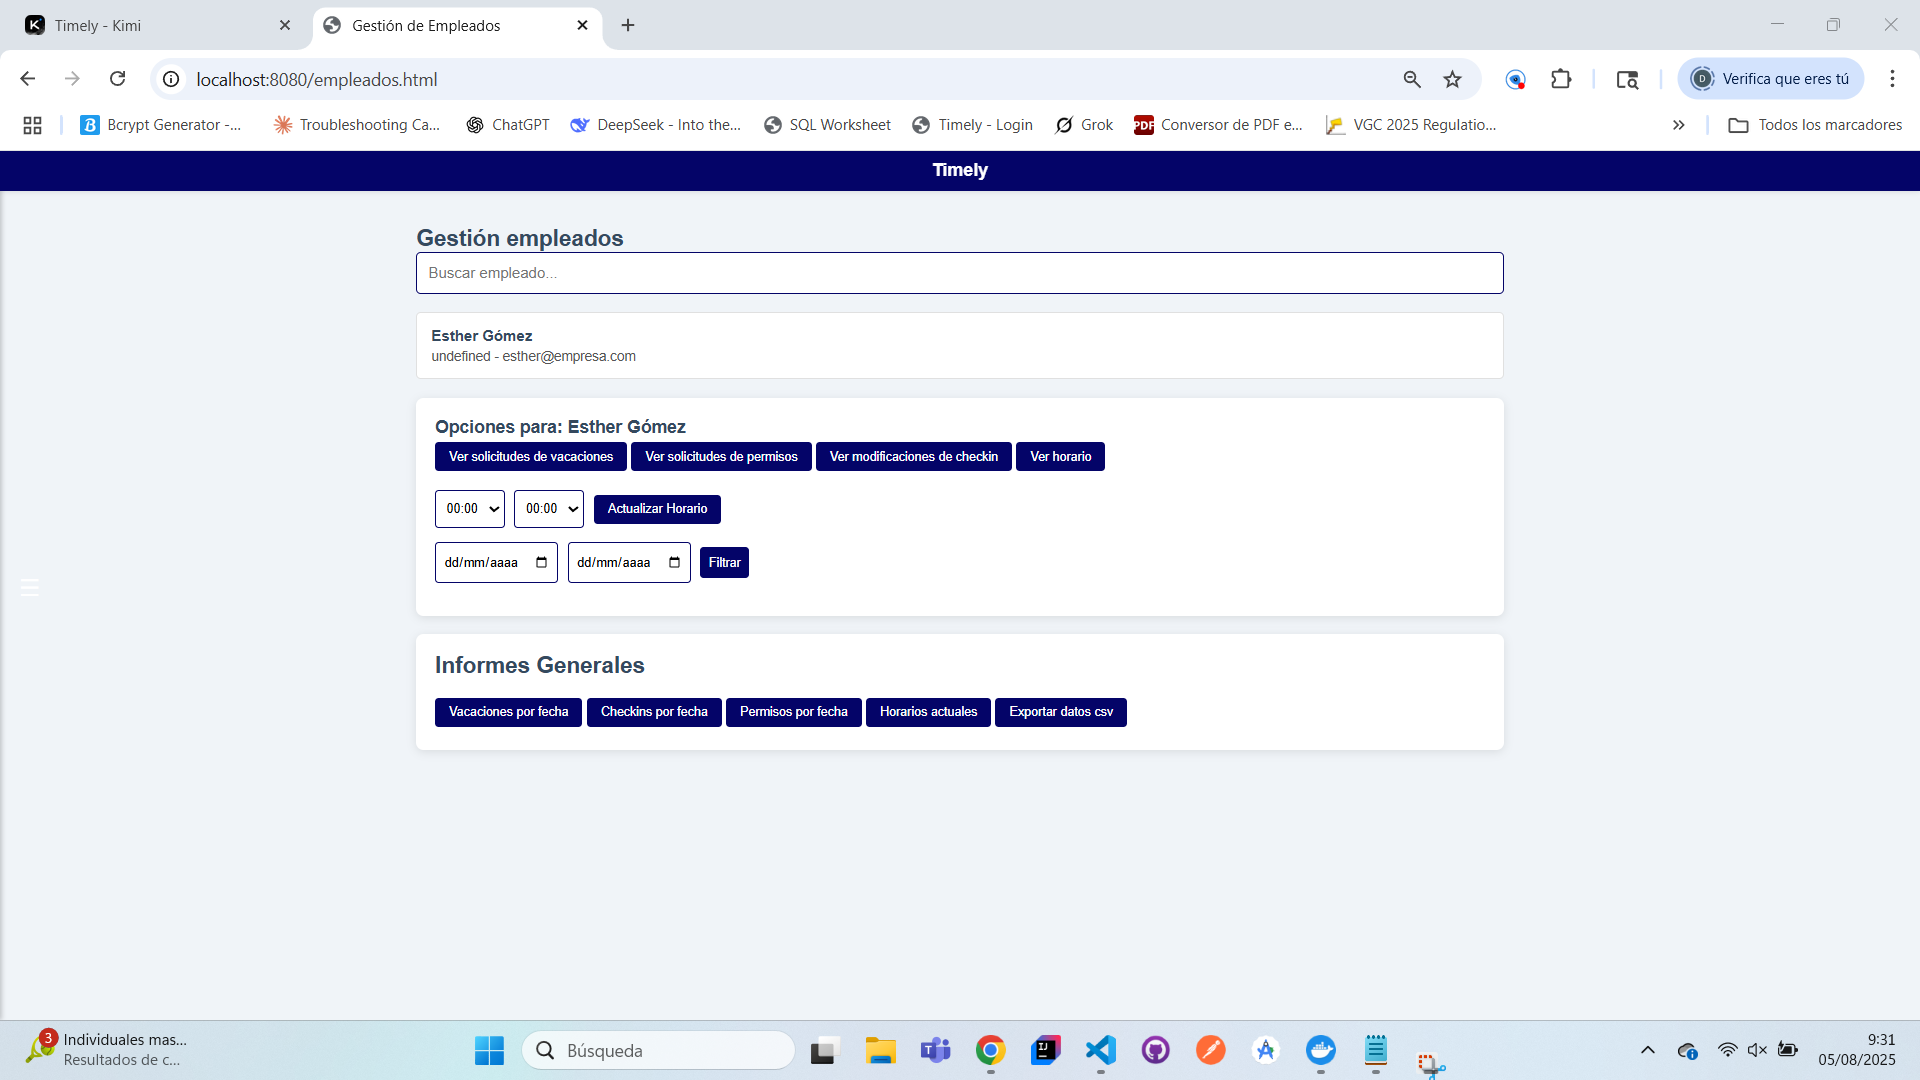 Timely - Kimi
Gestión de Empleados
localhost:8080/empleados.html
Verifica que eres tú
Bcrypt Generator -...
Troubleshooting Ca...
ChatGPT
DeepSeek - Into the...
SQL Worksheet
Timely - Login
Grok
Conversor de PDF e...
VGC 2025 Regulatio...
Todos los marcadores
Timely
Gestión empleados
Buscar empleado...
Esther Gómez
undefined - esther@empresa.com
Opciones para: Esther Gómez
Ver solicitudes de vacaciones
Ver solicitudes de permisos
Ver modificaciones de checkin
Ver horario
00:00
00:00
Actualizar Horario
dd/mm/aaaa
dd/mm/aaaa
Filtrar
Informes Generales
Vacaciones por fecha
Checkins por fecha
Permisos por fecha
Horarios actuales
Exportar datos csv
3
Individuales mas...
Resultados de c...
Búsqueda
9:31
05/08/2025